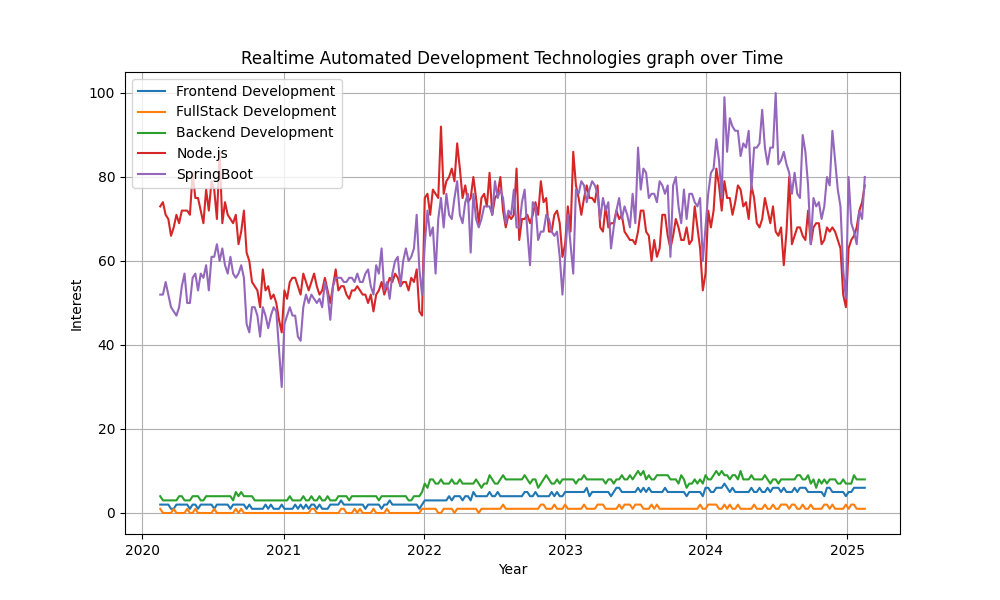 Realtime Automated Development Technologies graph over Time
100
80
60
40
20
0
Interest
Frontend Development
FullStack Development
Backend Development
Node.js
SpringBoot
2020 2021 2022 2023 2024 2025
Year